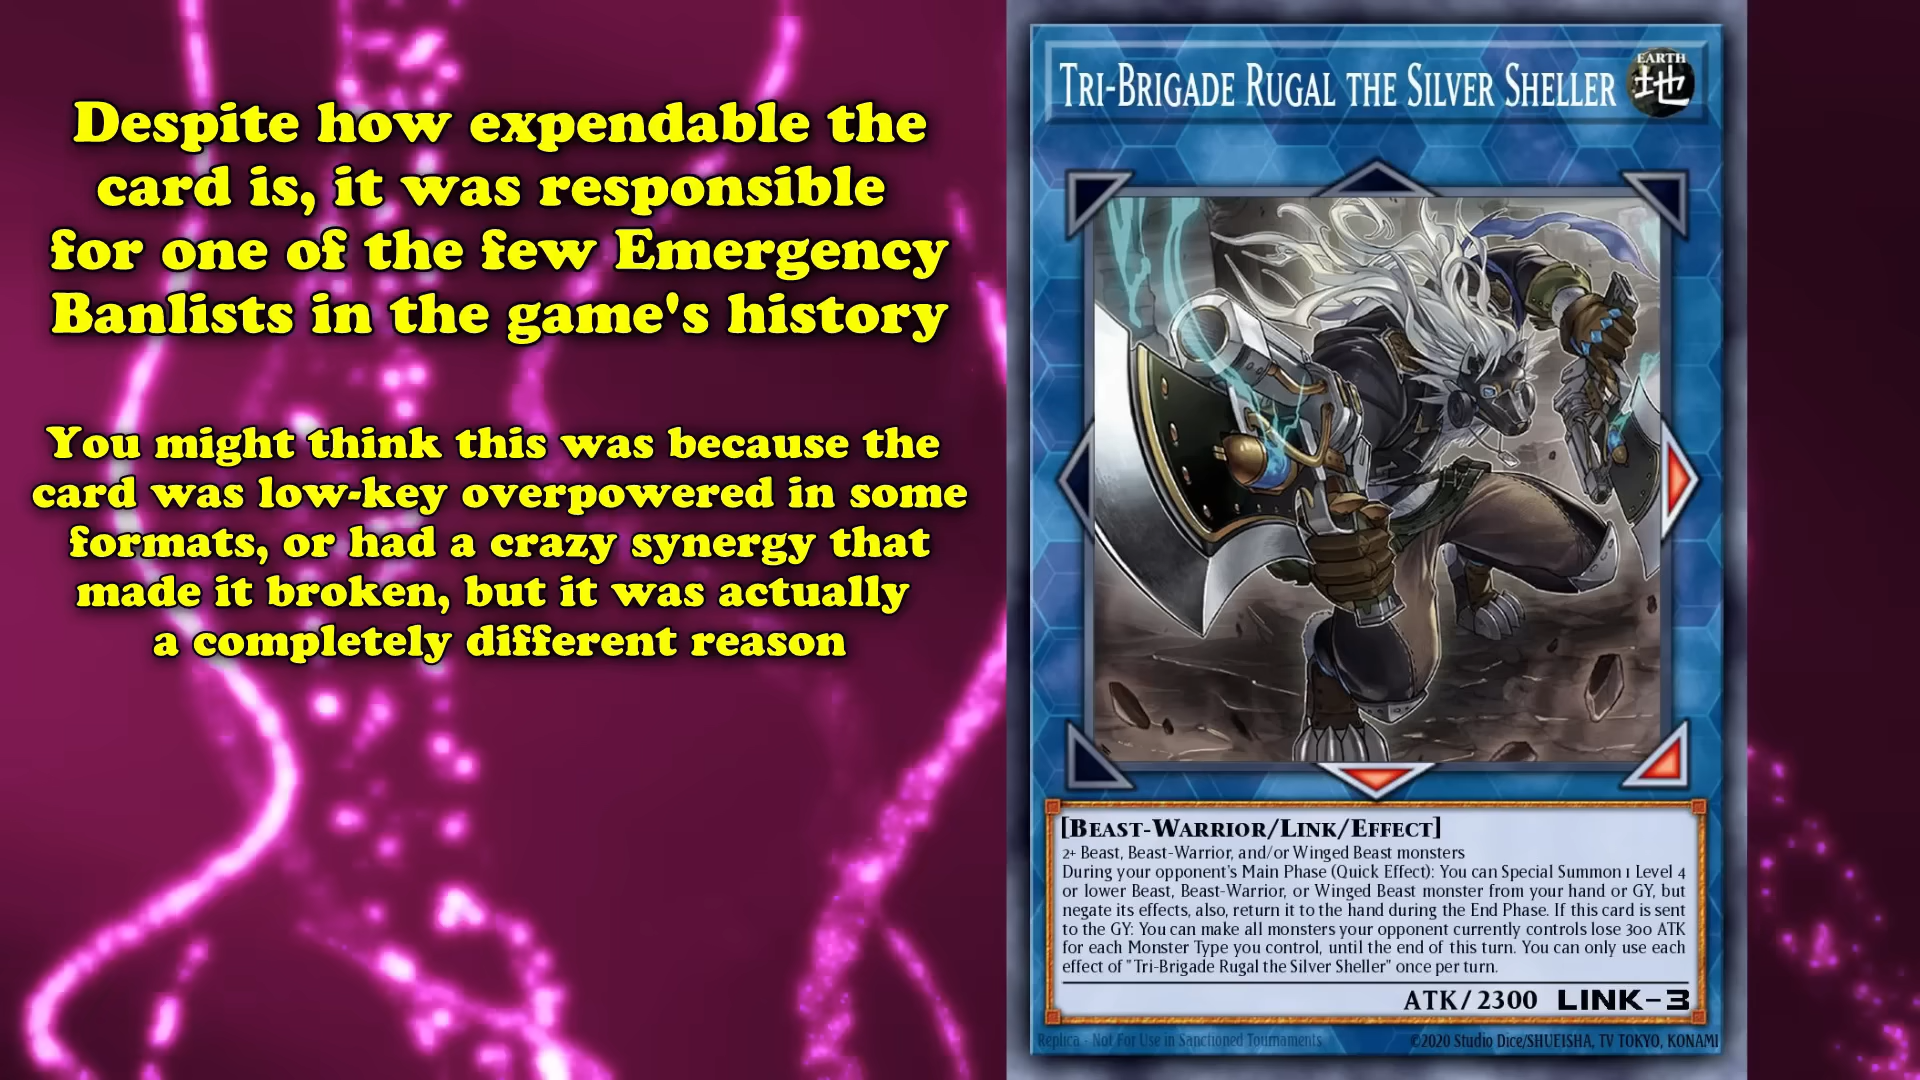 Despite how expendable the
card is, it was responsible
for one of the few Emergency
Banlists in the game's history
You might think this was because the
card was low-key overpowered in some
formats, or had a crazy synergy that
made it broken, but it was actually
a completely different reason
Tri-Brigade Rugal the Silver Sheller
EARTH
地
[Beast-Warrior/Link/Effect]
2+ Beast, Beast-Warrior, and/or Winged Beast monsters
During your opponent's Main Phase (Quick Effect): You can Special Summon 1 Level 4
or lower Beast, Beast-Warrior, or Winged Beast monster from your hand or GY, but
negate its effects, also, return it to the hand during the End Phase. If this card is sent
to the GY: You can make all monsters your opponent currently controls lose 300 ATK
for each Monster Type you control, until the end of this turn. You can only use each
effect of "Tri-Brigade Rugal the Silver Sheller" once per turn.
ATK/2300 LINK-3
Replica - Not For Use in Sanctioned Tournaments
©2020 Studio Dice/SHUEISHA, TV TOKYO, KONAMI